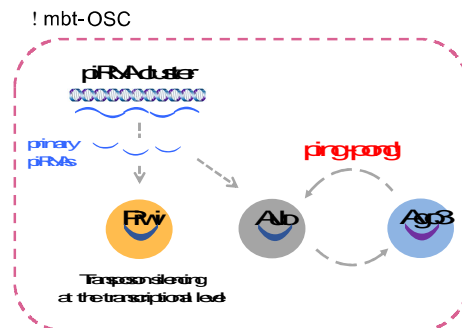 ! mbt-OSC
piRNA cluster
primary
piRNAs
ping-pong!
Piwi
Aub
Ago3
Transposon silencing
at the transcriptional level